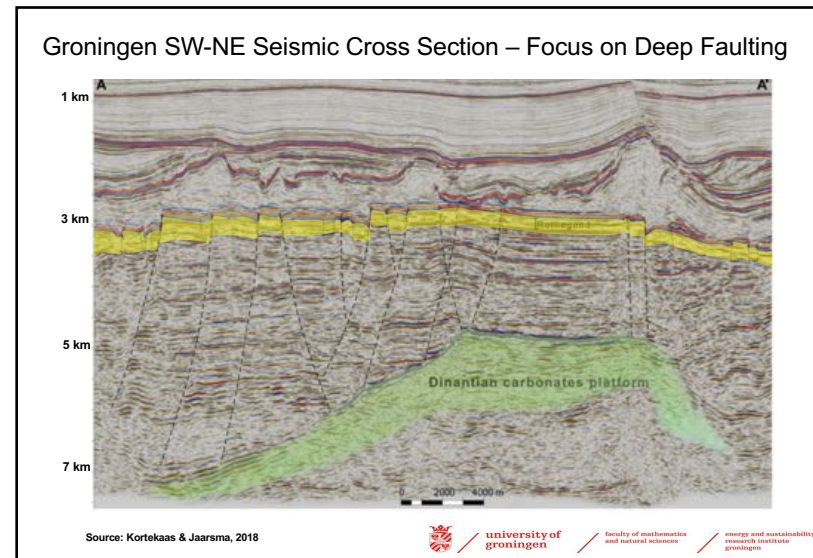 Groningen SW-NE Seismic Cross Section – Focus on Deep Faulting
A
A'
1 km
3 km
Rotliegend
5 km
Dinantian carbonates platform
7 km
0 2000 4000 m
Source: Kortekaas & Jaarsma, 2018
university of
groningen
faculty of mathematics
and natural sciences
energy and sustainability
research institute
groningen